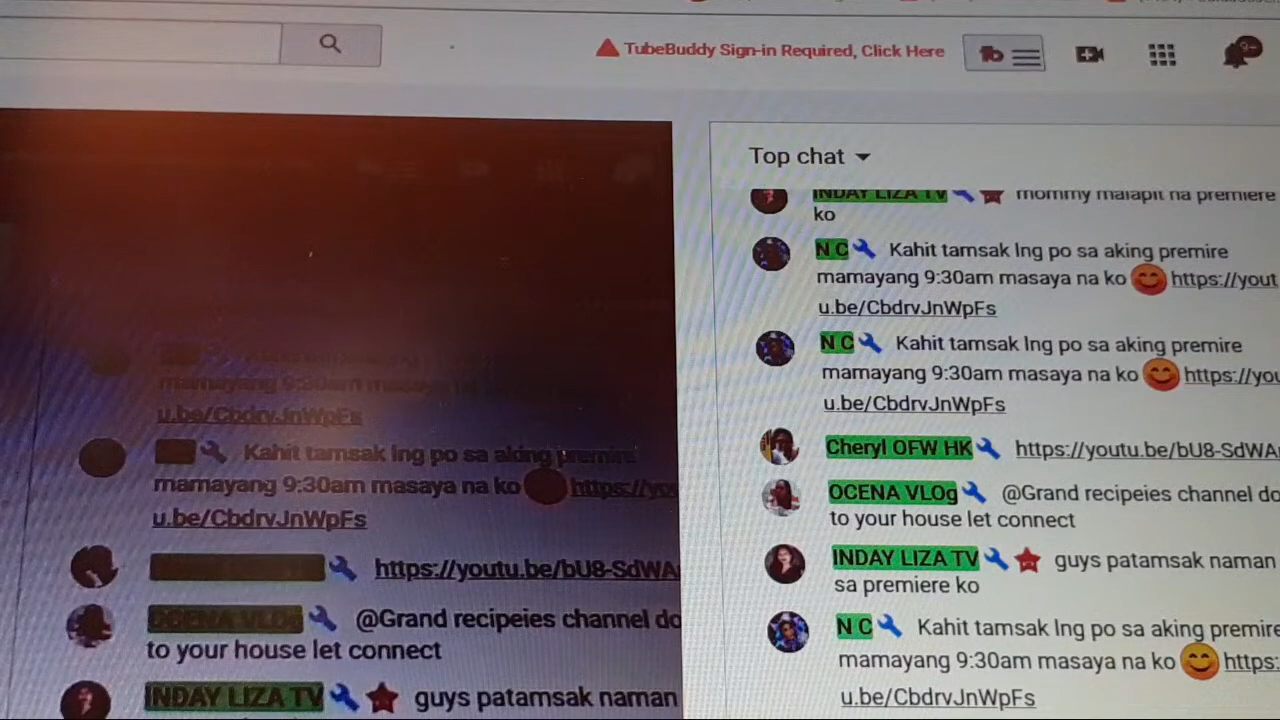 TubeBuddy Sign-in Required, Click Here
9+
Top chat
INDAY LIZA TV mommy malapit na premiere
ko
N C Kahit tamsak lng po sa aking premire
mamayang 9:30am masaya na ko https://yout
u.be/CbdrvJnWpFs
N C Kahit tamsak lng po sa aking premire
mamayang 9:30am masaya na ko https://you
u.be/CbdrvJnWpFs
Cheryl OFW HK https://youtu.be/bU8-SdWA
OCENA VLOg @Grand recipeies channel do
to your house let connect
INDAY LIZA TV guys patamsak naman
sa premiere ko
N C Kahit tamsak lng po sa aking premire
mamayang 9:30am masaya na ko https:
u.be/CbdrvJnWpFs
mamayang 9:30am masaya
u.be/CbdrvJnWpFs
Kahit tamsak lng po sa aking premire
mamayang 9:30am masaya na ko https://you
u.be/CbdrvJnWpFs
https://youtu.be/bU8-SdWA
OCENA VLOg @Grand recipeies channel do
to your house let connect
INDAY LIZA TV guys patamsak naman